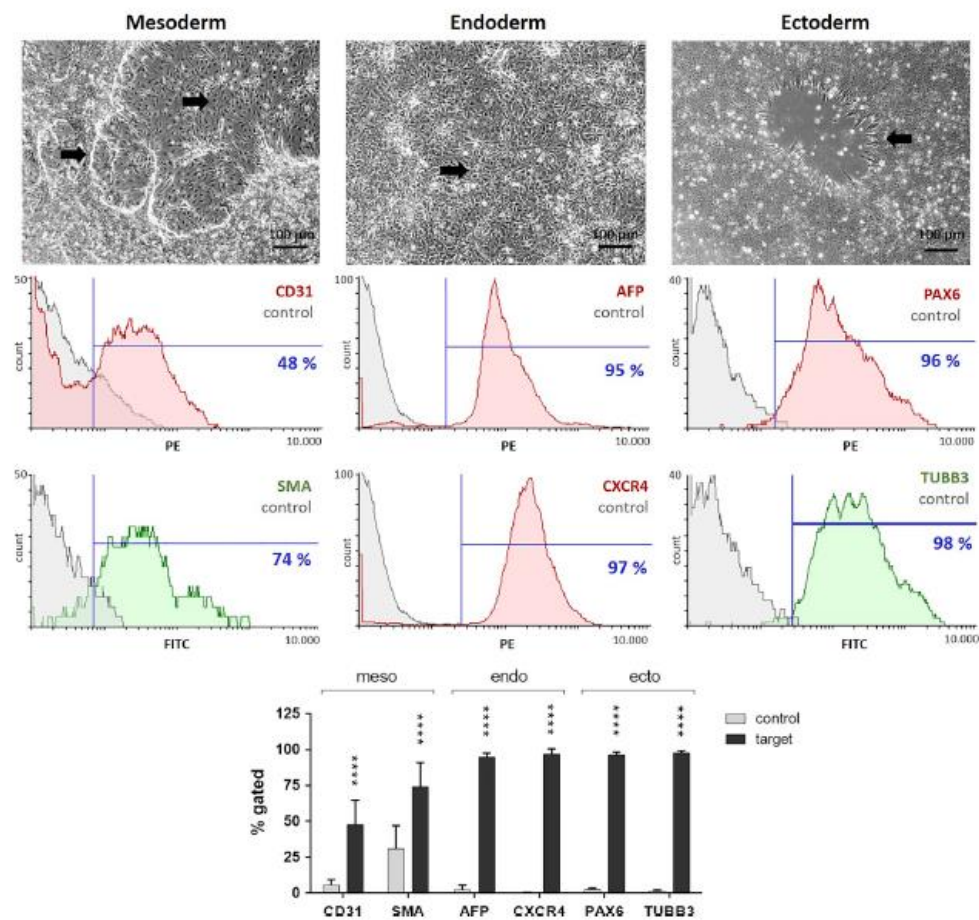 Mesoderm
Endoderm
Ectoderm
100 µm
100 µm
100 µm
50
CD31
control
48 %
count
10.000
PE
100
AFP
control
95 %
count
10.000
PE
40
PAX6
control
96 %
count
10.000
PE
50
SMA
control
74 %
count
10.000
FITC
100
CXCR4
control
97 %
count
10.000
PE
40
TUBB3
control
98 %
count
10.000
FITC
meso
endo
ecto
control
target
125
100
75
50
25
0
% gated
****
****
****
****
****
****
CD31
SMA
AFP
CXCR4
PAX6
TUBB3